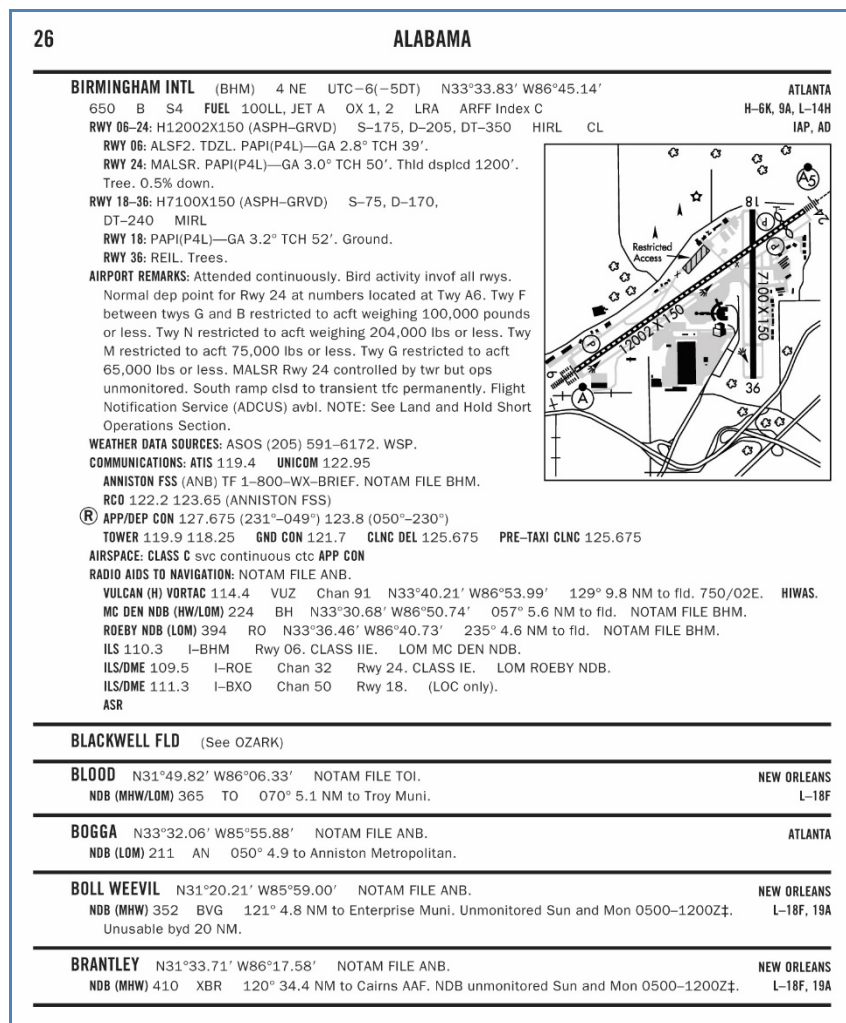 26
ALABAMA
BIRMINGHAM INTL (BHM) 4 NE UTC–6(–5DT) N33°33.83′ W86°45.14′ ATLANTA
650 B S4 FUEL 100LL, JET A OX 1, 2 LRA ARFF Index C H–6K, 9A, L–14H
RWY 06–24: H12002X150 (ASPH–GRVD) S–175, D–205, DT–350 HIRL CL IAP, AD
RWY 06: ALSF2. TDZL. PAPI(P4L)—GA 2.8° TCH 39′.
RWY 24: MALSR. PAPI(P4L)—GA 3.0° TCH 50′. Thld dsplcd 1200′.
Tree. 0.5% down.
RWY 18–36: H7100X150 (ASPH–GRVD) S–75, D–170,
DT–240 MIRL
RWY 18: PAPI(P4L)—GA 3.2° TCH 52′. Ground.
RWY 36: REIL. Trees.
AIRPORT REMARKS: Attended continuously. Bird activity invof all rwys.
Normal dep point for Rwy 24 at numbers located at Twy A6. Twy F
between twys G and B restricted to acft weighing 100,000 pounds
or less. Twy N restricted to acft weighing 204,000 lbs or less. Twy
M restricted to acft 75,000 lbs or less. Twy G restricted to acft
65,000 lbs or less. MALSR Rwy 24 controlled by twr but ops
unmonitored. South ramp clsd to transient tfc permanently. Flight
Notification Service (ADCUS) avbl. NOTE: See Land and Hold Short
Operations Section.
WEATHER DATA SOURCES: ASOS (205) 591–6172. WSP.
COMMUNICATIONS: ATIS 119.4 UNICOM 122.95
ANNISTON FSS (ANB) TF 1–800–WX–BRIEF. NOTAM FILE BHM.
RCO 122.2 123.65 (ANNISTON FSS)
Ⓡ APP/DEP CON 127.675 (231°–049°) 123.8 (050°–230°)
TOWER 119.9 118.25 GND CON 121.7 CLNC DEL 125.675 PRE–TAXI CLNC 125.675
AIRSPACE: CLASS C svc continuous ctc APP CON
RADIO AIDS TO NAVIGATION: NOTAM FILE ANB.
VULCAN (H) VORTAC 114.4 VUZ Chan 91 N33°40.21′ W86°53.99′ 129° 9.8 NM to fld. 750/02E. HIWAS.
MC DEN NDB (HW/LOM) 224 BH N33°30.68′ W86°50.74′ 057° 5.6 NM to fld. NOTAM FILE BHM.
ROEBY NDB (LOM) 394 RO N33°36.46′ W86°40.73′ 235° 4.6 NM to fld. NOTAM FILE BHM.
ILS 110.3 I–BHM Rwy 06. CLASS IIE. LOM MC DEN NDB.
ILS/DME 109.5 I–ROE Chan 32 Rwy 24. CLASS IE. LOM ROEBY NDB.
ILS/DME 111.3 I–BXO Chan 50 Rwy 18. (LOC only).
ASR
A5
18
24
P
P
Restricted
Access
7100 X 150
12002 X 150
P
6
36
A
BLACKWELL FLD (See OZARK)
BLOOD N31°49.82′ W86°06.33′ NOTAM FILE TOI. NEW ORLEANS
NDB (MHW/LOM) 365 TO 070° 5.1 NM to Troy Muni. L–18F
BOGGA N33°32.06′ W85°55.88′ NOTAM FILE ANB. ATLANTA
NDB (LOM) 211 AN 050° 4.9 to Anniston Metropolitan.
BOLL WEEVIL N31°20.21′ W85°59.00′ NOTAM FILE ANB. NEW ORLEANS
NDB (MHW) 352 BVG 121° 4.8 NM to Enterprise Muni. Unmonitored Sun and Mon 0500–1200Z‡. L–18F, 19A
Unusable byd 20 NM.
BRANTLEY N31°33.71′ W86°17.58′ NOTAM FILE ANB. NEW ORLEANS
NDB (MHW) 410 XBR 120° 34.4 NM to Cairns AAF. NDB unmonitored Sun and Mon 0500–1200Z‡. L–18F, 19A